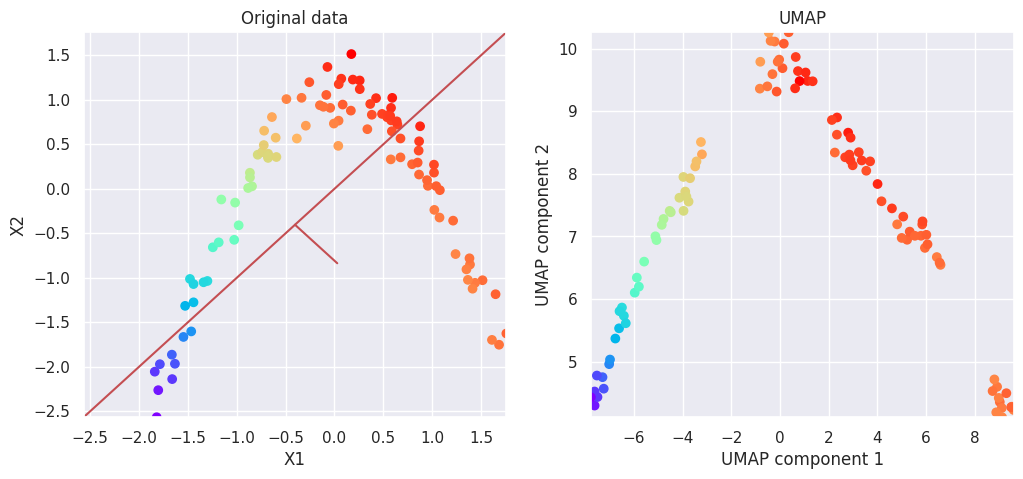 Original data
1.5
1.0
0.5
0.0
−0.5
−1.0
−1.5
−2.0
−2.5
X2
−2.5 −2.0 −1.5 −1.0 −0.5 0.0 0.5 1.0 1.5
X1
UMAP
10
9
8
7
6
5
UMAP component 2
−6 −4 −2 0 2 4 6 8
UMAP component 1